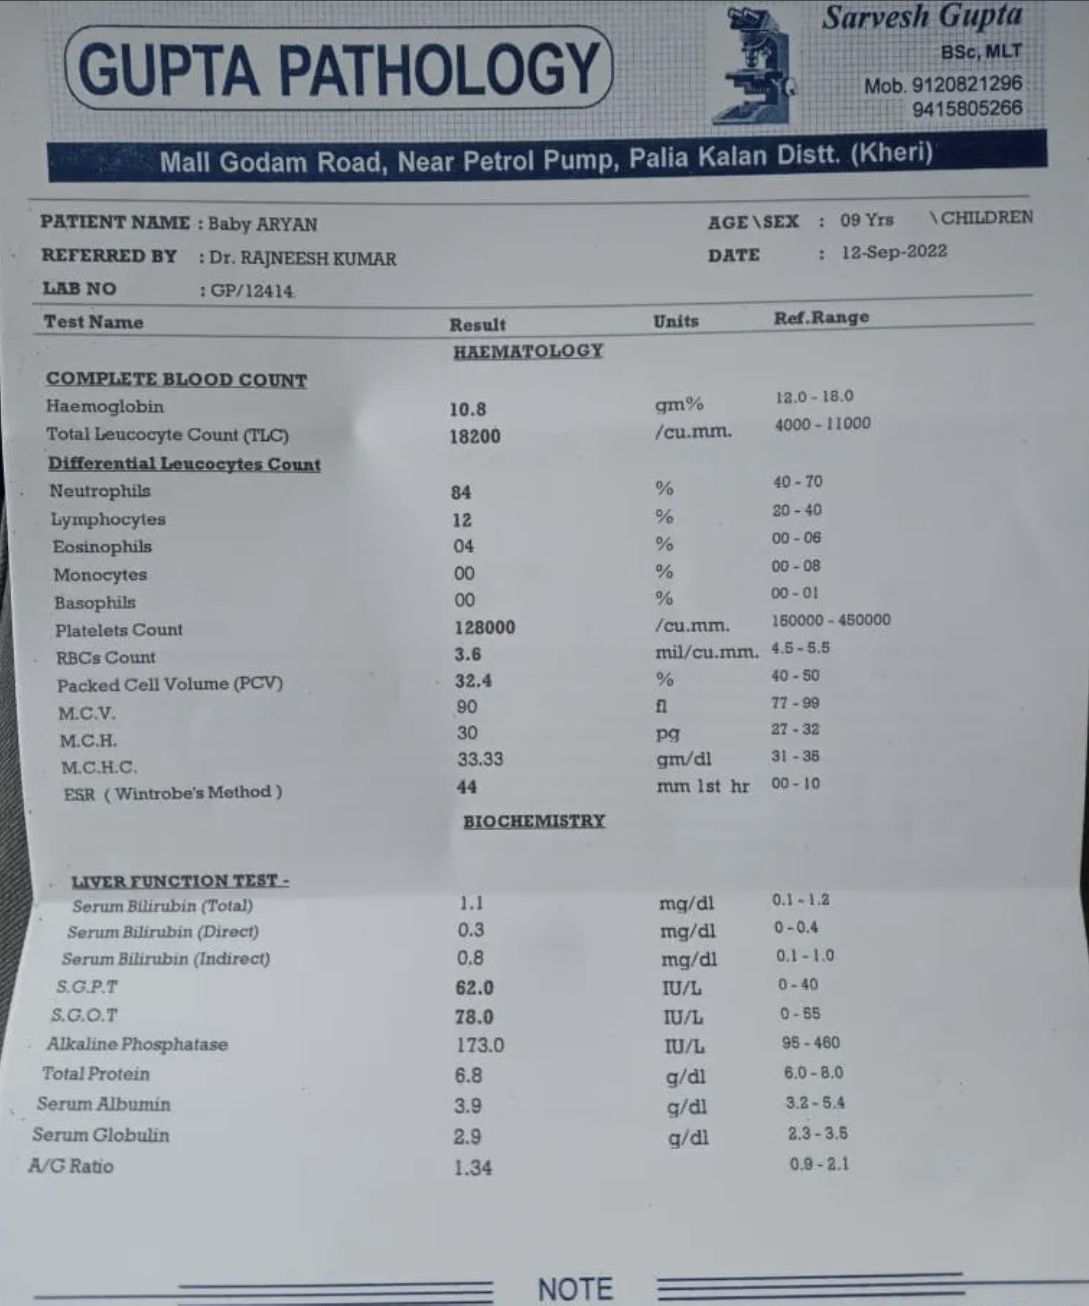 GUPTA PATHOLOGY
Sarvesh Gupta
BSc, MLT
Mob. 9120821296
9415805266
Mall Godam Road, Near Petrol Pump, Palia Kalan Distt. (Kheri)
PATIENT NAME : Baby ARYAN AGE \ SEX : 09 Yrs \ CHILDREN
REFERRED BY : Dr. RAJNEESH KUMAR DATE : 12-Sep-2022
LAB NO : GP/12414
Test Name Result Units Ref.Range
HAEMATOLOGY
COMPLETE BLOOD COUNT
Haemoglobin 10.8 gm% 12.0 - 18.0
Total Leucocyte Count (TLC) 18200 /cu.mm. 4000 - 11000
Differential Leucocytes Count
Neutrophils 84 % 40 - 70
Lymphocytes 12 % 20 - 40
Eosinophils 04 % 00 - 06
Monocytes 00 % 00 - 08
Basophils 00 % 00 - 01
Platelets Count 128000 /cu.mm. 150000 - 450000
RBCs Count 3.6 mil/cu.mm. 4.5 - 5.5
Packed Cell Volume (PCV) 32.4 % 40 - 50
M.C.V. 90 fl 77 - 99
M.C.H. 30 pg 27 - 32
M.C.H.C. 33.33 gm/dl 31 - 35
ESR ( Wintrobe's Method ) 44 mm 1st hr 00 - 10
BIOCHEMISTRY
LIVER FUNCTION TEST -
Serum Bilirubin (Total) 1.1 mg/dl 0.1 - 1.2
Serum Bilirubin (Direct) 0.3 mg/dl 0 - 0.4
Serum Bilirubin (Indirect) 0.8 mg/dl 0.1 - 1.0
S.G.P.T 62.0 IU/L 0 - 40
S.G.O.T 78.0 IU/L 0 - 55
Alkaline Phosphatase 173.0 IU/L 95 - 460
Total Protein 6.8 g/dl 6.0 - 8.0
Serum Albumin 3.9 g/dl 3.2 - 5.4
Serum Globulin 2.9 g/dl 2.3 - 3.5
A/G Ratio 1.34 0.9 - 2.1
NOTE